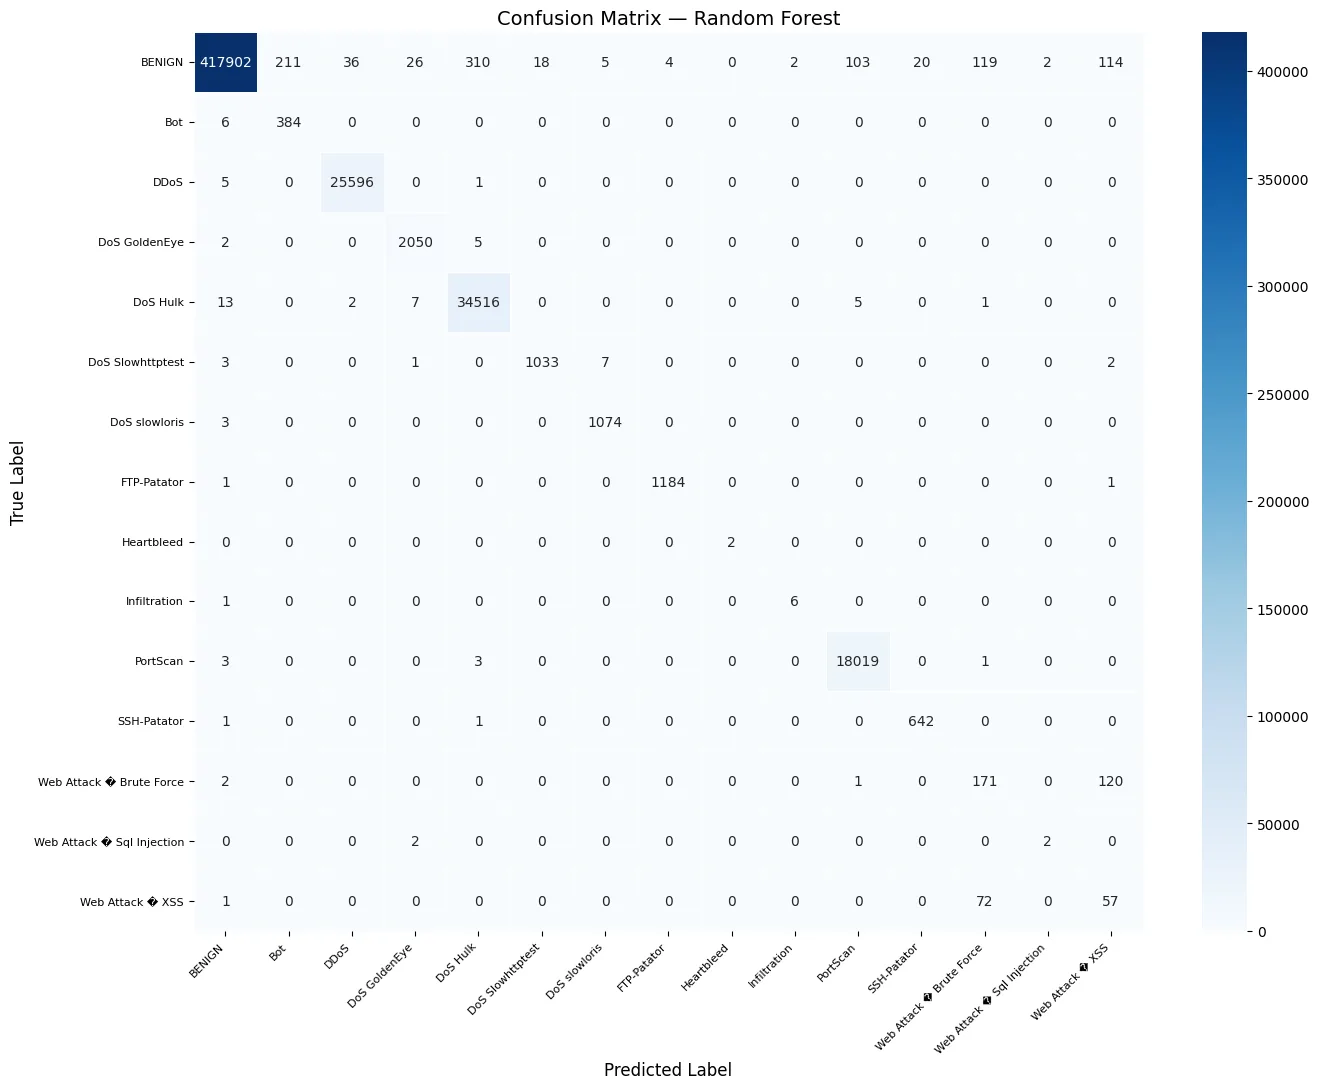 Confusion Matrix — Random Forest
True Label
BENIGN 417902 211 36 26 310 18 5 4 0 2 103 20 119 2 114
Bot 6 384 0 0 0 0 0 0 0 0 0 0 0 0 0
DDoS 5 0 25596 0 1 0 0 0 0 0 0 0 0 0 0
DoS GoldenEye 2 0 0 2050 5 0 0 0 0 0 0 0 0 0 0
DoS Hulk 13 0 2 7 34516 0 0 0 0 0 5 0 1 0 0
DoS Slowhttptest 3 0 0 1 0 1033 7 0 0 0 0 0 0 0 2
DoS slowloris 3 0 0 0 0 0 1074 0 0 0 0 0 0 0 0
FTP-Patator 1 0 0 0 0 0 0 1184 0 0 0 0 0 0 1
Heartbleed 0 0 0 0 0 0 0 0 2 0 0 0 0 0 0
Infiltration 1 0 0 0 0 0 0 0 0 6 0 0 0 0 0
PortScan 3 0 0 0 3 0 0 0 0 0 18019 0 1 0 0
SSH-Patator 1 0 0 0 1 0 0 0 0 0 0 642 0 0 0
Web Attack � Brute Force 2 0 0 0 0 0 0 0 0 0 1 0 171 0 120
Web Attack � Sql Injection 0 0 0 2 0 0 0 0 0 0 0 0 0 2 0
Web Attack � XSS 1 0 0 0 0 0 0 0 0 0 0 0 72 0 57
BENIGN
Bot
DDoS
DoS GoldenEye
DoS Hulk
DoS Slowhttptest
DoS slowloris
FTP-Patator
Heartbleed
Infiltration
PortScan
SSH-Patator
Web Attack � Brute Force
Web Attack � Sql Injection
Web Attack � XSS
Predicted Label
400000
350000
300000
250000
200000
150000
100000
50000
0